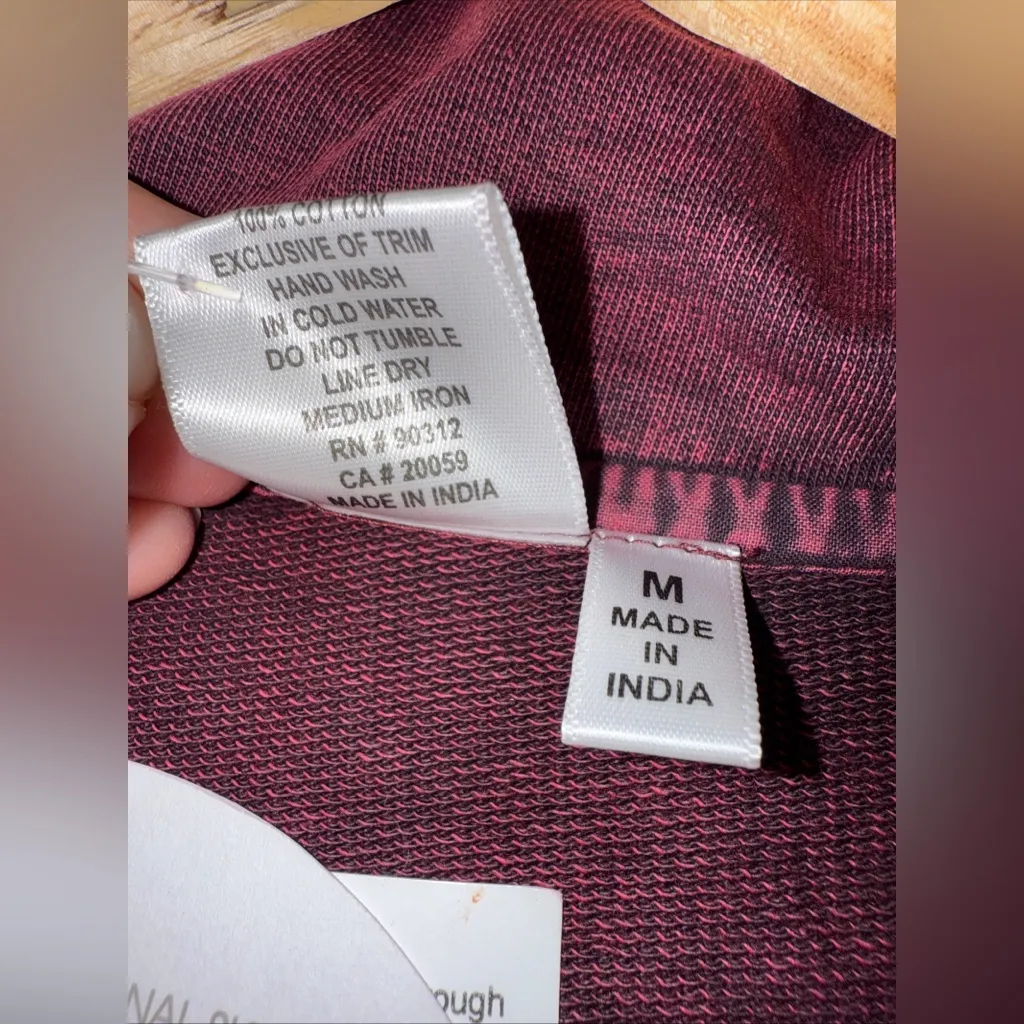 100% COTTON
EXCLUSIVE OF TRIM
HAND WASH
IN COLD WATER
DO NOT TUMBLE
LINE DRY
MEDIUM IRON
RN # 90312
CA # 20059
MADE IN INDIA
M
MADE
IN
INDIA
ough
NAL